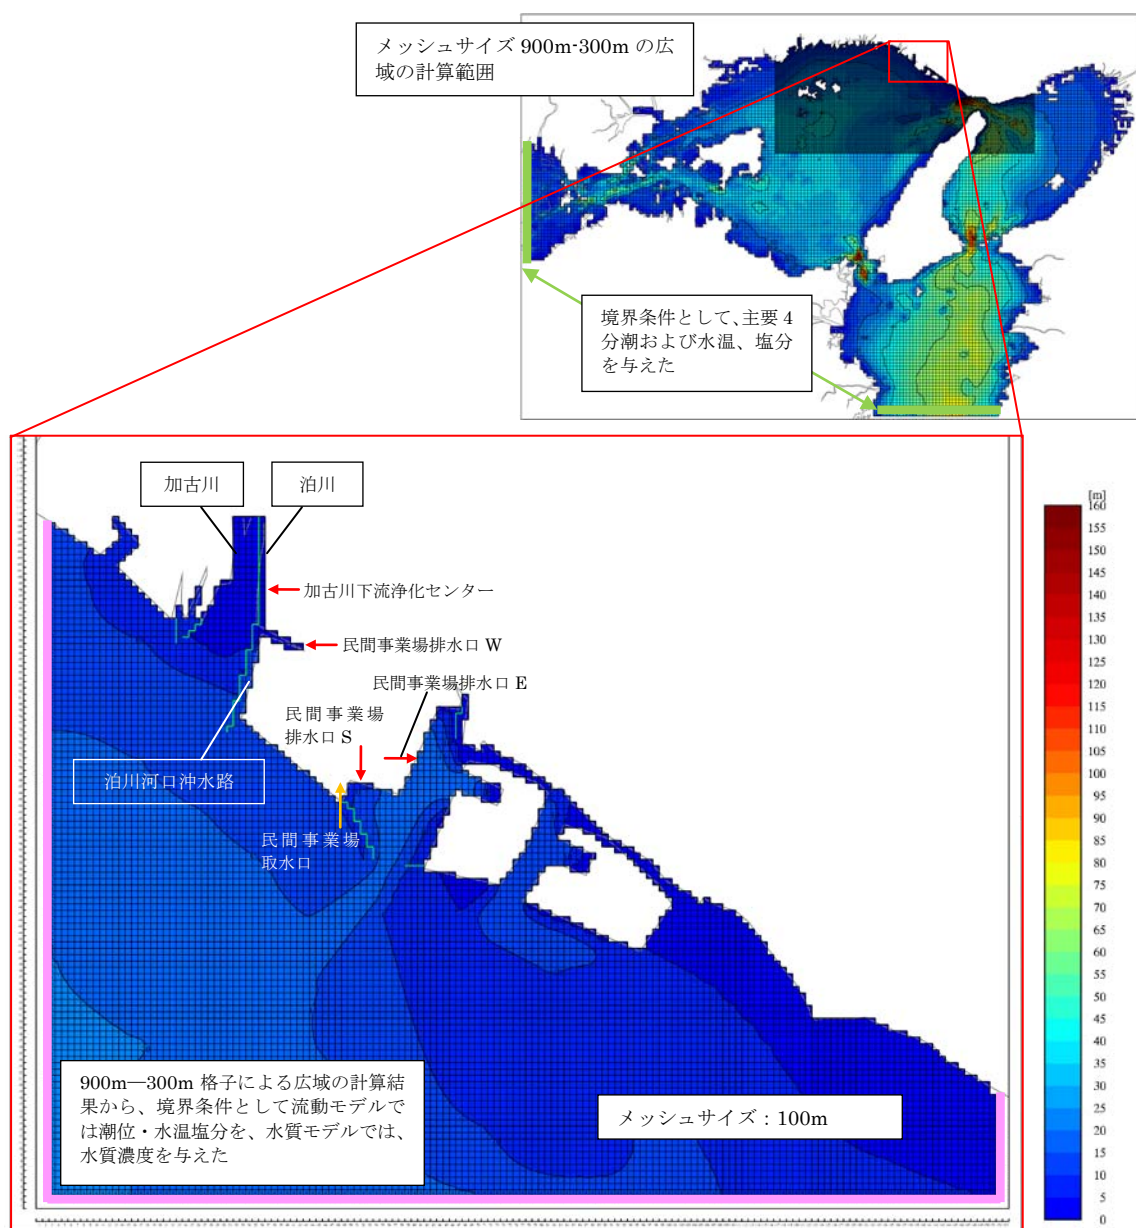 メッシュサイズ 900m-300m の広
域の計算範囲
境界条件として、主要 4
分潮および水温、塩分
を与えた
加古川
泊川
加古川下流浄化センター
民間事業場排水口 W
民間事業場排水口 E
民間事業場
排水口 S
泊川河口沖水路
民間事業場
取水口
900m―300m 格子による広域の計算結
果から、境界条件として流動モデルで
は潮位・水温塩分を、水質モデルでは、
水質濃度を与えた
メッシュサイズ：100m
[m]
160
155
150
145
140
135
130
125
120
115
110
105
100
95
90
85
80
75
70
65
60
55
50
45
40
35
30
25
20
15
10
5
0